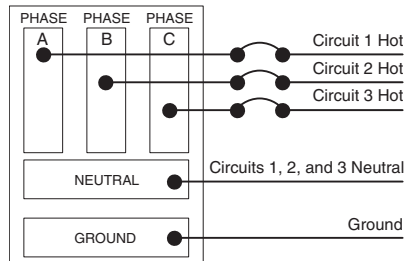 PHASE PHASE PHASE
A B C
Circuit 1 Hot
Circuit 2 Hot
Circuit 3 Hot
NEUTRAL
Circuits 1, 2, and 3 Neutral
GROUND
Ground